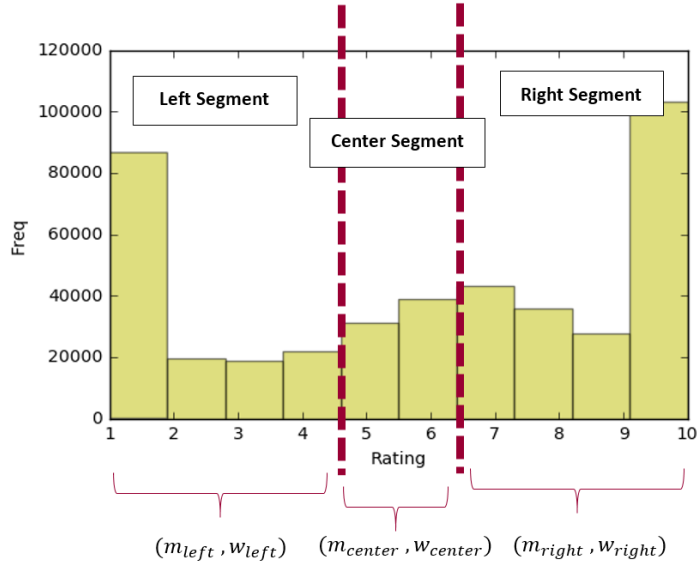 120000
Left Segment
Right Segment
100000
Center Segment
80000
Freq
60000
40000
20000
0
1 2 3 4 5 6 7 8 9 10
Rating
(m_left , w_left) (m_center , w_center) (m_right , w_right)